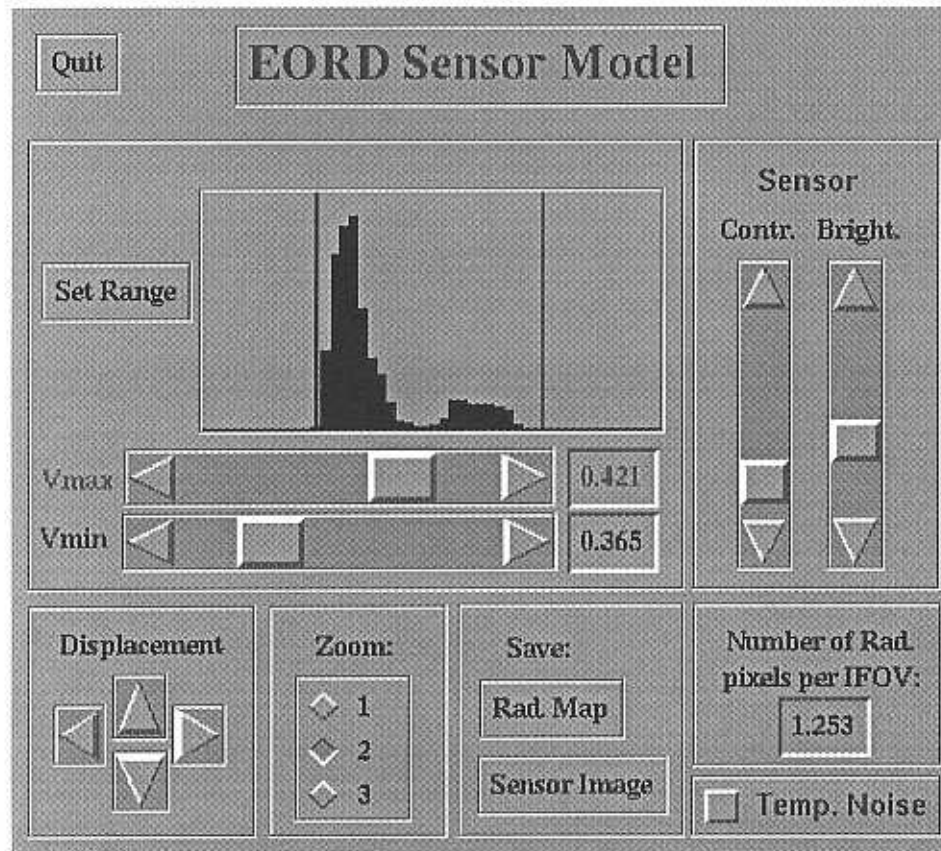 Quit
EORD Sensor Model
Set Range
Vmax
0.421
Vmin
0.365
Sensor
Contr. Bright.
Displacement
Zoom:
1
2
3
Save:
Rad. Map
Sensor Image
Number of Rad.
pixels per IFOV:
1.253
Temp. Noise